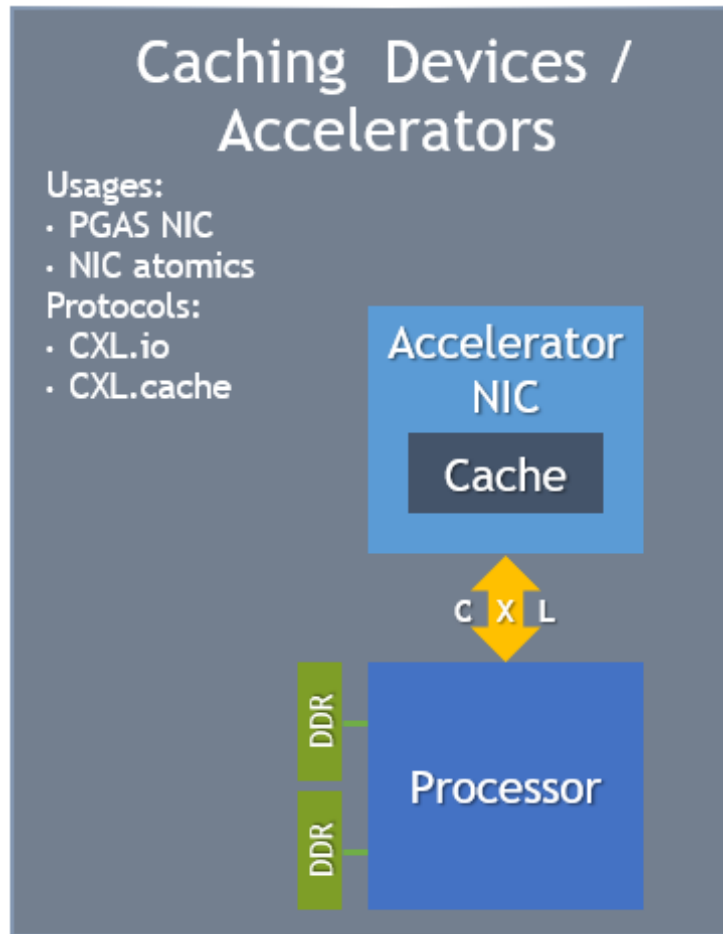 Caching Devices /
Accelerators
Usages:
• PGAS NIC
• NIC atomics
Protocols:
• CXL.io
• CXL.cache
Accelerator
NIC
Cache
C X L
DDR
Processor
DDR